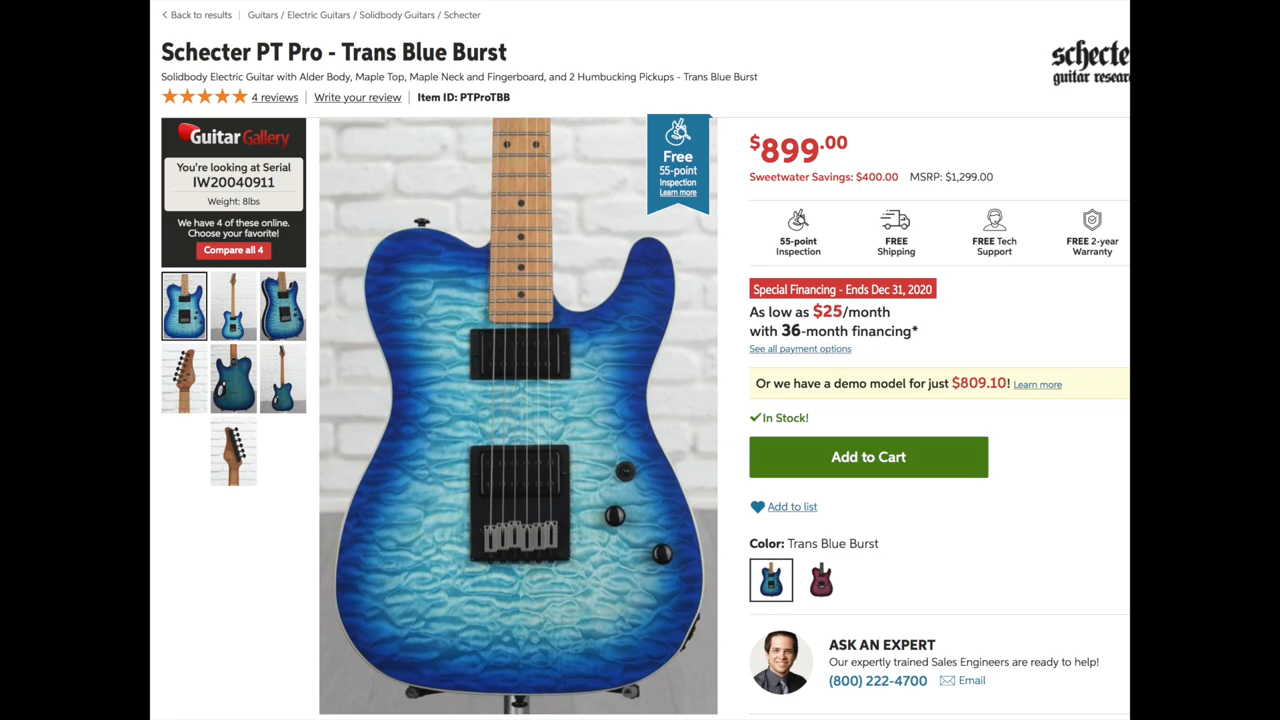 Back to results | Guitars / Electric Guitars / Solidbody Guitars / Schecter
Schecter PT Pro - Trans Blue Burst
Solidbody Electric Guitar with Alder Body, Maple Top, Maple Neck and Fingerboard, and 2 Humbucking Pickups - Trans Blue Burst
4 reviews | Write your review | Item ID: PTProTBB
schecte
guitar resear
Guitar Gallery
You're looking at Serial
IW20040911
Weight: 8lbs
We have 4 of these online.
Choose your favorite!
Compare all 4
Free
55-point
Inspection
Learn more
$899.00
Sweetwater Savings: $400.00 MSRP: $1,299.00
55-point
Inspection
FREE
Shipping
FREE Tech
Support
FREE 2-year
Warranty
Special Financing - Ends Dec 31, 2020
As low as $25/month
with 36-month financing*
See all payment options
Or we have a demo model for just $809.10! Learn more
In Stock!
Add to Cart
Add to list
Color: Trans Blue Burst
ASK AN EXPERT
Our expertly trained Sales Engineers are ready to help!
(800) 222-4700 Email